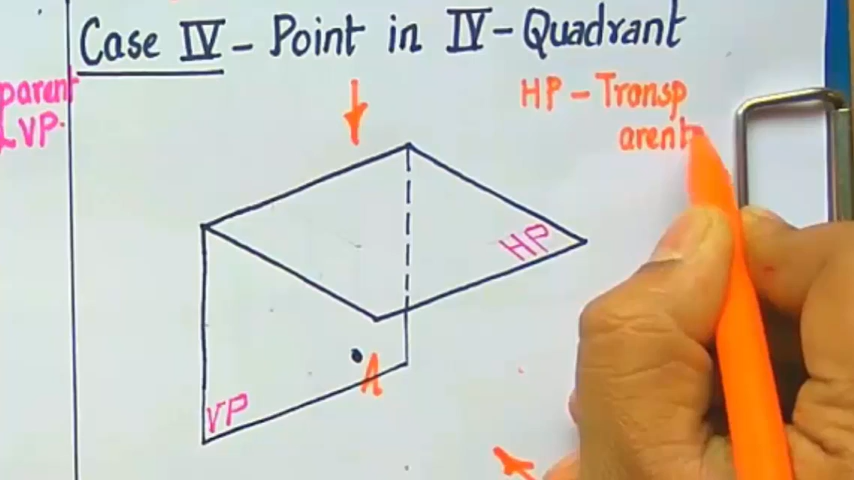 Case IV - Point in IV - Quadrant
parent
VP.
HP - Transp
arent
HP
A
VP